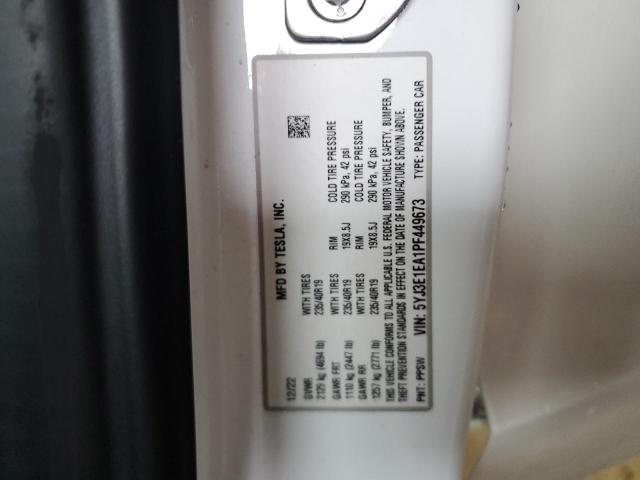 MFD BY TESLA, INC.
12/22
GVWR WITH TIRES RIM COLD TIRE PRESSURE
2129 kg (4694 lb) 235/40R19 19X8.5J 290 kPa, 42 psi
GAWR FRT WITH TIRES RIM COLD TIRE PRESSURE
1110 kg (2447 lb) 235/40R19 19X8.5J 290 kPa, 42 psi
GAWR RR WITH TIRES
1257 kg (2771 lb) 235/40R19
THIS VEHICLE CONFORMS TO ALL APPLICABLE U.S. FEDERAL MOTOR VEHICLE SAFETY, BUMPER, AND
THEFT PREVENTION STANDARDS IN EFFECT ON THE DATE OF MANUFACTURE SHOWN ABOVE.
PNT: PPSW VIN: 5YJ3E1EA1PF449673 TYPE: PASSENGER CAR